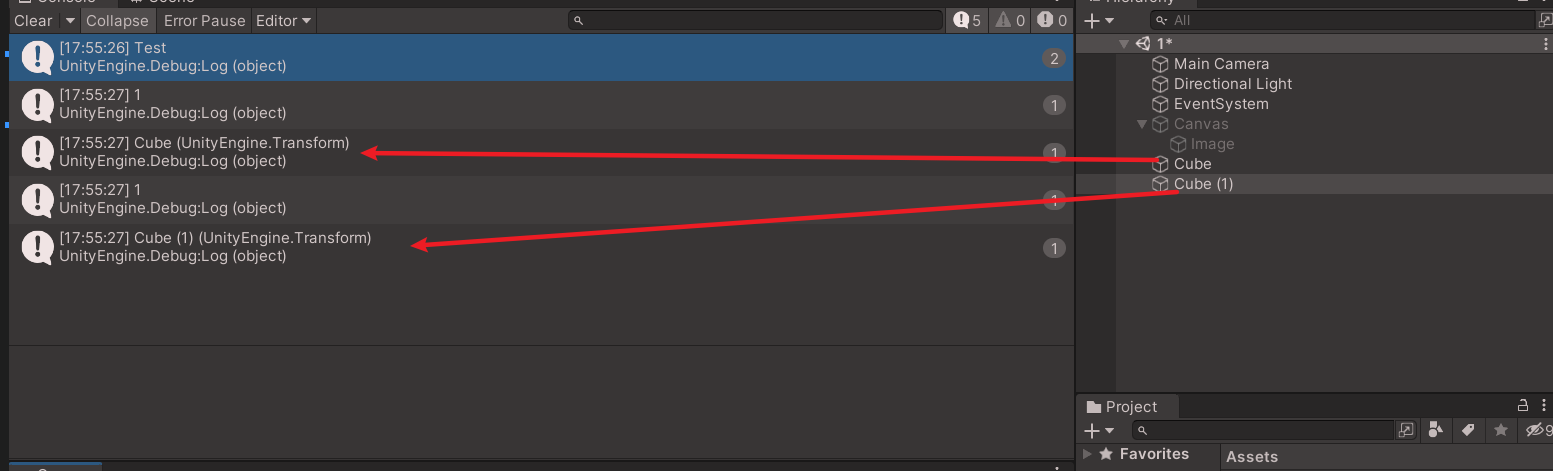 Clear Collapse Error Pause Editor 5 0 0
[17:55:26] Test
UnityEngine.Debug:Log (object)
2
[17:55:27] 1
UnityEngine.Debug:Log (object)
1
[17:55:27] Cube (UnityEngine.Transform)
UnityEngine.Debug:Log (object)
1
[17:55:27] 1
UnityEngine.Debug:Log (object)
1
[17:55:27] Cube (1) (UnityEngine.Transform)
UnityEngine.Debug:Log (object)
1
All
1*
Main Camera
Directional Light
EventSystem
Canvas
Image
Cube
Cube (1)
Project
9
Favorites
Assets